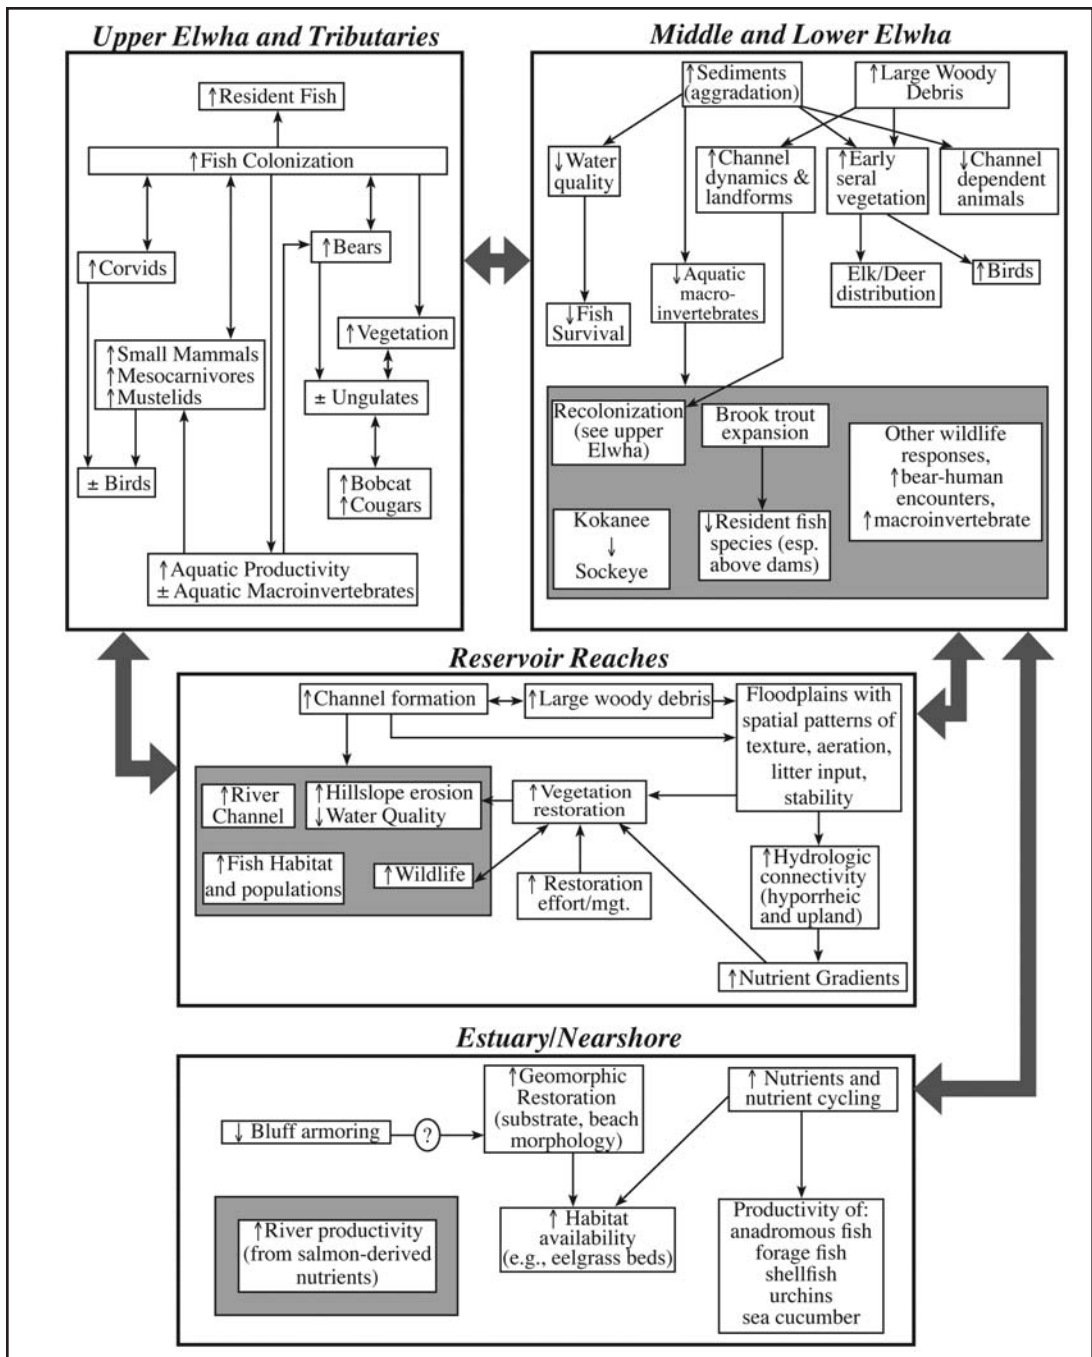 Upper Elwha and Tributaries
↑Resident Fish
↑Fish Colonization
↑Corvids
↑Bears
↑Vegetation
↑Small Mammals
↑Mesocarnivores
↑Mustelids
± Ungulates
± Birds
↑Bobcat
↑Cougars
↑Aquatic Productivity
± Aquatic Macroinvertebrates
Middle and Lower Elwha
↑Sediments
(aggradation)
↑Large Woody
Debris
↓Water
quality
↑Channel
dynamics &
landforms
↑Early
seral
vegetation
↓Channel
dependent
animals
↓Aquatic
macro-
invertebrates
Elk/Deer
distribution
↑Birds
↓Fish
Survival
Recolonization
(see upper
Elwha)
Brook trout
expansion
Other wildlife
responses,
↑bear-human
encounters,
↑macroinvertebrate
Kokanee
↓
Sockeye
↓Resident fish
species (esp.
above dams)
Reservoir Reaches
↑Channel formation
↑Large woody debris
Floodplains with
spatial patterns of
texture, aeration,
litter input,
stability
↑River
Channel
↑Hillslope erosion
↓Water Quality
↑Vegetation
restoration
↑Fish Habitat
and populations
↑Wildlife
↑ Restoration
effort/mgt.
↑Hydrologic
connectivity
(hyporrheic
and upland)
↑Nutrient Gradients
Estuary/Nearshore
↑Geomorphic
Restoration
(substrate, beach
morphology)
↑ Nutrients and
nutrient cycling
↓ Bluff armoring
?
↑River productivity
(from salmon-derived
nutrients)
↑ Habitat
availability
(e.g., eelgrass beds)
Productivity of:
anadromous fish
forage fish
shellfish
urchins
sea cucumber